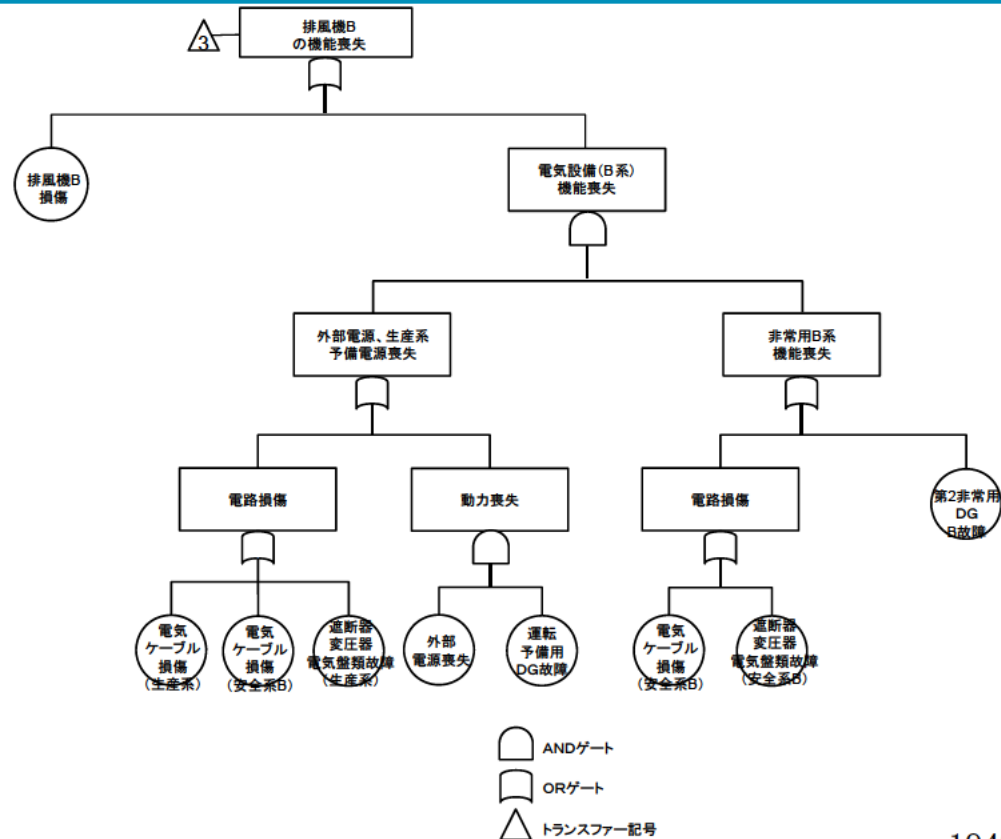 3
排風機B
の機能喪失
排風機B
損傷
電気設備(B系)
機能喪失
外部電源、生産系
予備電源喪失
非常用B系
機能喪失
電路損傷
動力喪失
電路損傷
第2非常用
DG
B故障
電気
ケーブル
損傷
(生産系)
電気
ケーブル
損傷
(安全系B)
遮断器
変圧器
電気盤類故障
(生産系)
外部
電源喪失
運転
予備用
DG故障
電気
ケーブル
損傷
(安全系B)
遮断器
変圧器
電気盤類故障
(安全系B)
ANDゲート
ORゲート
トランスファー記号